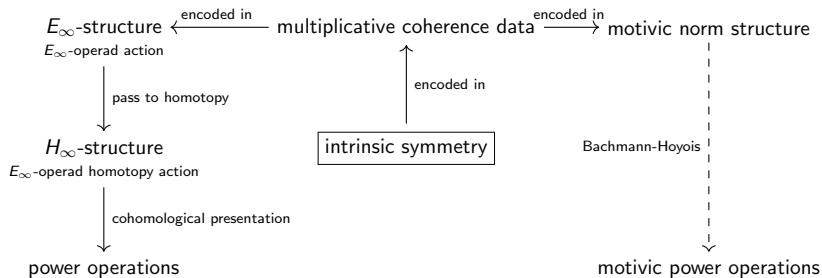 encoded in
encoded in
E∞-structure
multiplicative coherence data
motivic norm structure
E∞-operad action
encoded in
pass to homotopy
H∞-structure
intrinsic symmetry
Bachmann-Hoyois
E∞-operad homotopy action
cohomological presentation
power operations
motivic power operations